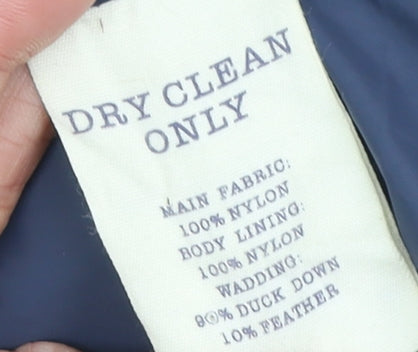 DRY CLEAN
ONLY
MAIN FABRIC:
100% NYLON
BODY LINING:
100% NYLON
WADDING:
90% DUCK DOWN
10% FEATHER